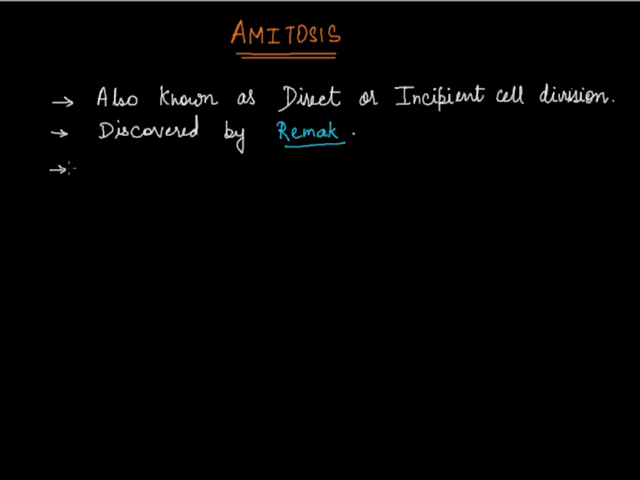 AMITOSIS
→ Also known as Direct or Incipient cell division.
→ Discovered by Remak.
→